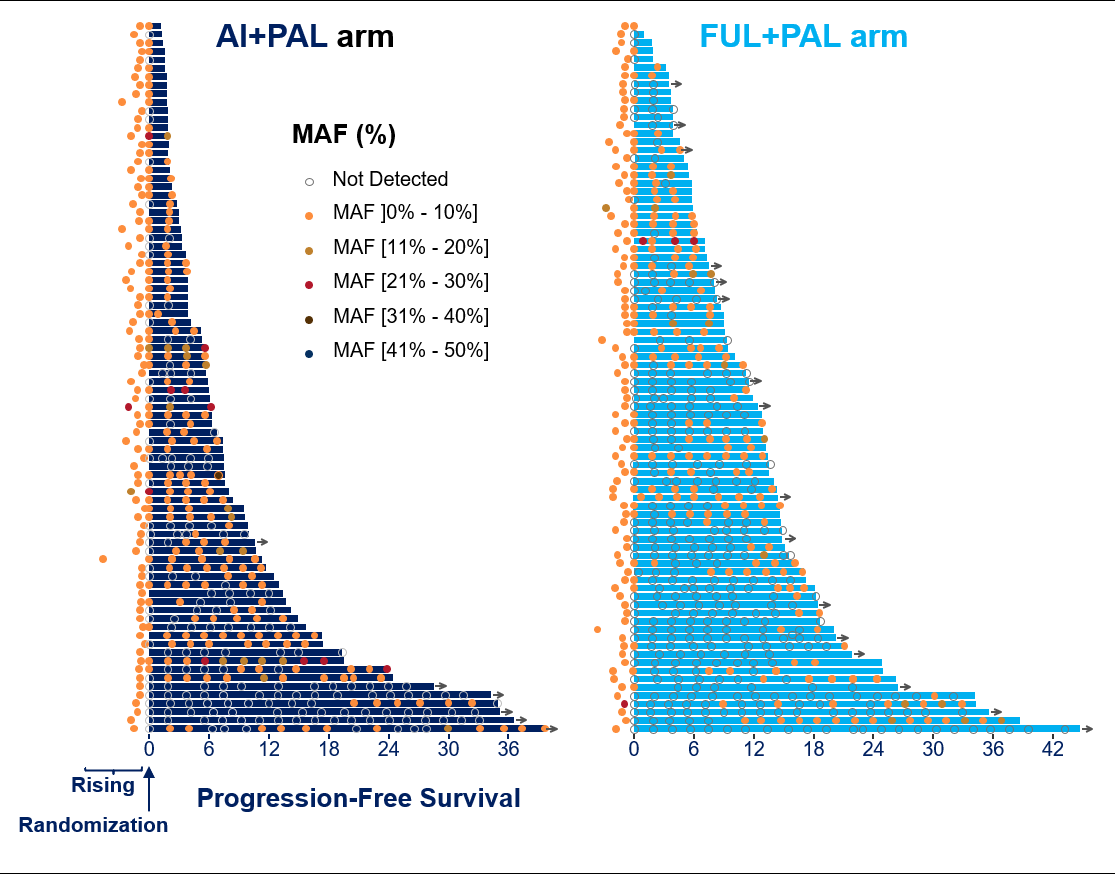 AI+PAL arm
FUL+PAL arm
MAF (%)
Not Detected
MAF ]0% - 10%]
MAF [11% - 20%]
MAF [21% - 30%]
MAF [31% - 40%]
MAF [41% - 50%]
0 6 12 18 24 30 36
0 6 12 18 24 30 36 42
Rising
Progression-Free Survival
Randomization